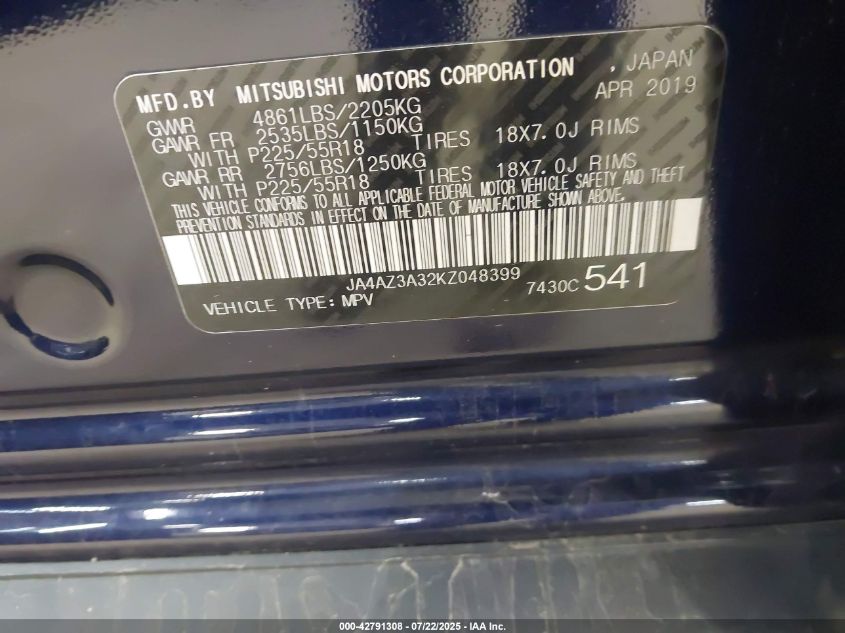 MFD.BY MITSUBISHI MOTORS CORPORATION , JAPAN
APR 2019
GVWR 4861LBS/2205KG
GAWR FR 2535LBS/1150KG
WITH P225/55R18 TIRES 18X7.0J RIMS
GAWR RR 2756LBS/1250KG
WITH P225/55R18 TIRES 18X7.0J RIMS
THIS VEHICLE CONFORMS TO ALL APPLICABLE FEDERAL MOTOR VEHICLE SAFETY AND THEFT
PREVENTION STANDARDS IN EFFECT ON THE DATE OF MANUFACTURE SHOWN ABOVE.
JA4AZ3A32KZ048399
VEHICLE TYPE: MPV 7430C 541
000-42791308 - 07/22/2025 - IAA Inc.